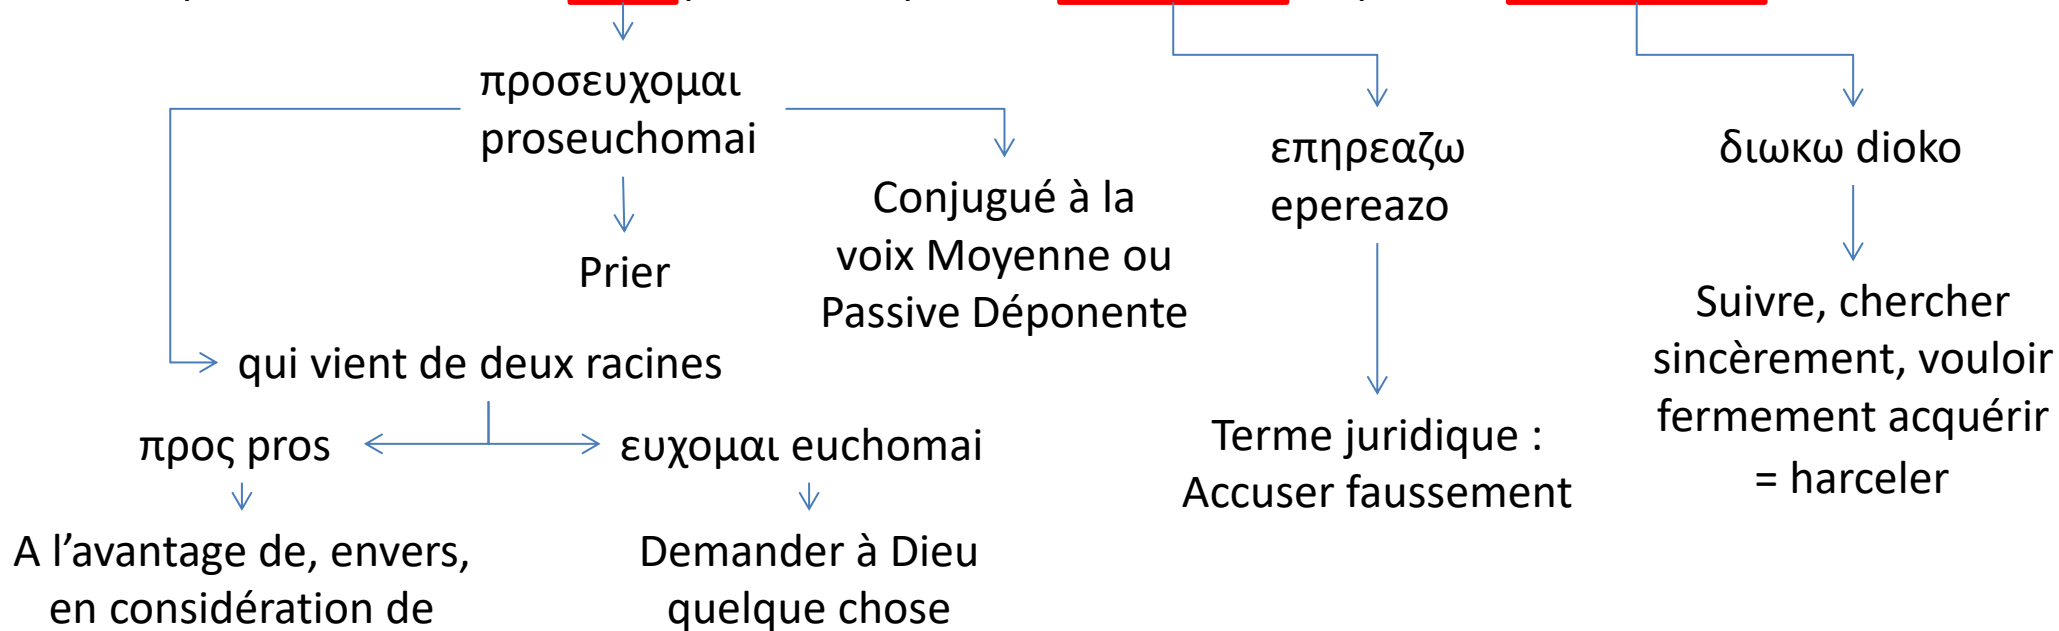 προσευχομαι
proseuchomai
Prier
Conjugué à la
voix Moyenne ou
Passive Déponente
επηρεαζω
epereazo
διωκω dioko
qui vient de deux racines
προς pros
ευχομαι euchomai
A l’avantage de, envers,
en considération de
Demander à Dieu
quelque chose
Terme juridique :
Accuser faussement
Suivre, chercher
sincèrement, vouloir
fermement acquérir
= harceler